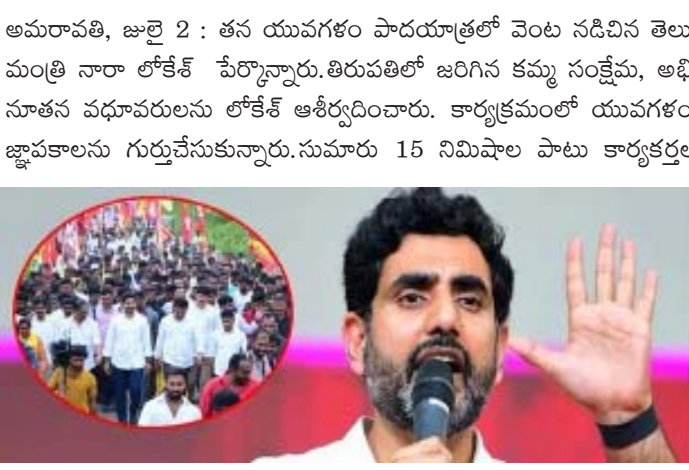 అమరావతి, జులై 2 : తన యువగళం పాదయాత్రలో వెంట నడిచిన తెలు
మంత్రి నారా లోకేశ్ పేర్కొన్నారు.తిరుపతిలో జరిగిన కమ్మ సంక్షేమ, అభి
నూతన వధూవరులను లోకేశ్ ఆశీర్వదించారు. కార్యక్రమంలో యువగళం
జ్ఞాపకాలను గుర్తుచేసుకున్నారు.సుమారు 15 నిమిషాల పాటు కార్యకర్తల